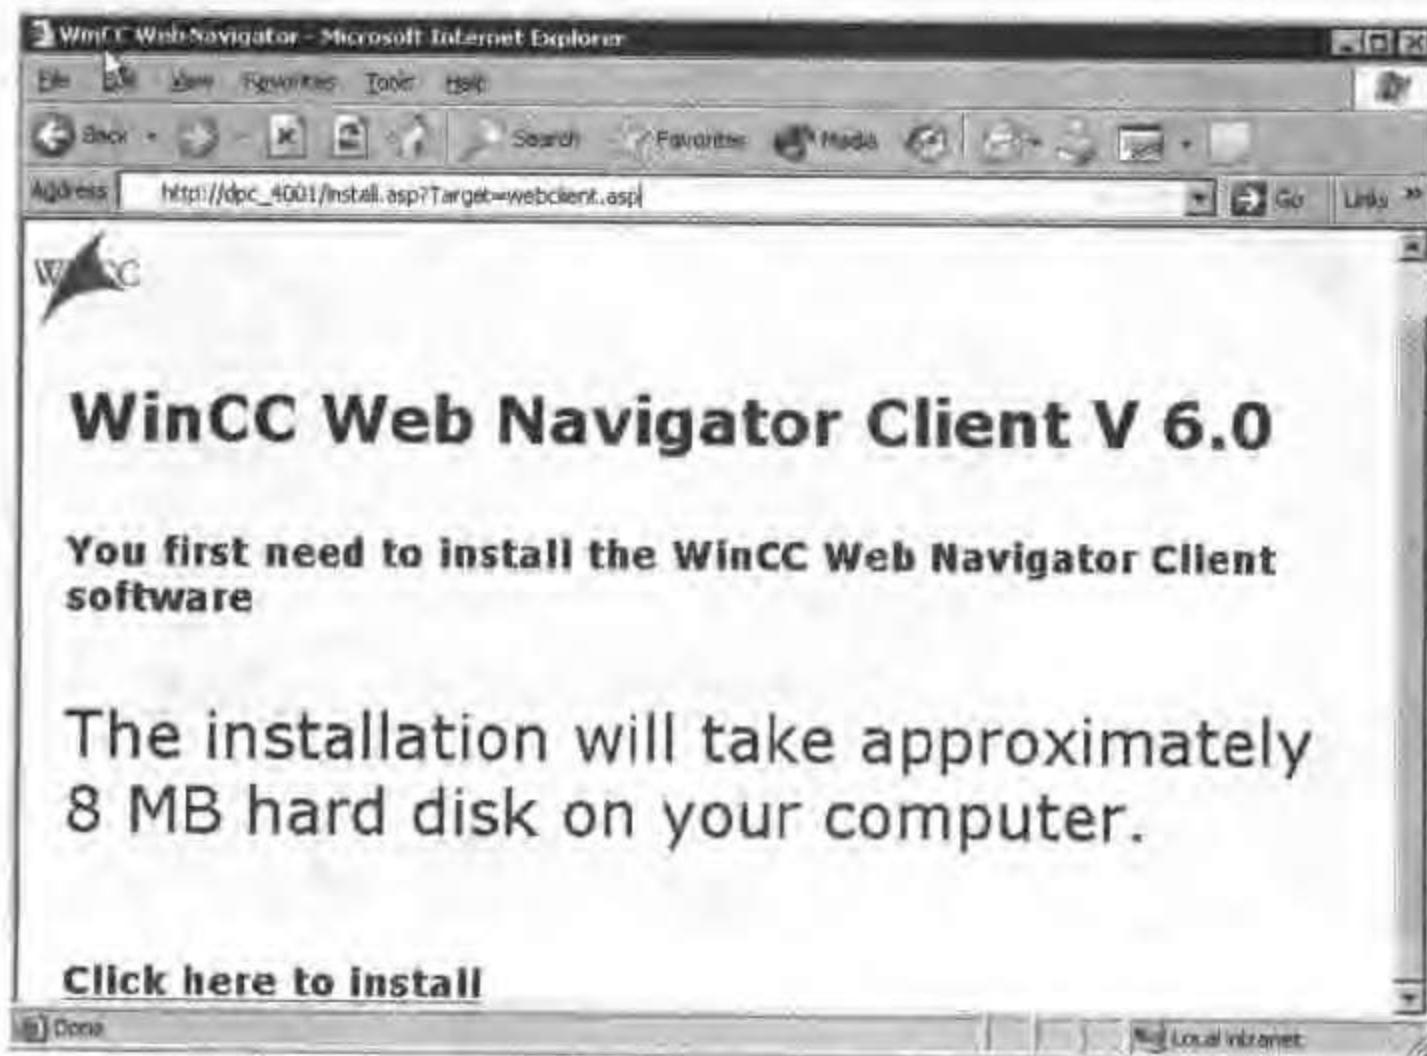 WinCC Web Navigator - Microsoft Internet Explorer
File Edit View Favorites Tools Help
Back Search Favorites Media
Address http://dpc_4001/install.asp?Target=webclient.asp Go Links »
WinCC Web Navigator Client V 6.0
You first need to install the WinCC Web Navigator Client
software
The installation will take approximately
8 MB hard disk on your computer.
Click here to install
Done Local intranet